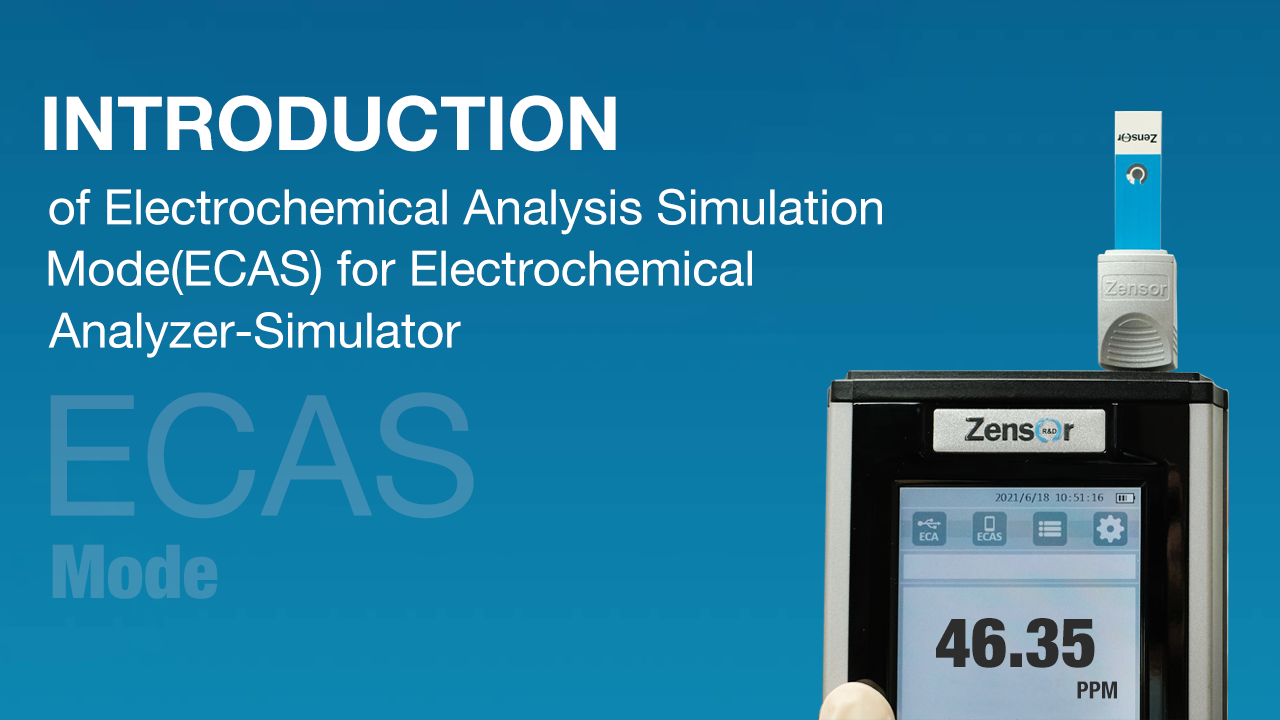 INTRODUCTION
of Electrochemical Analysis Simulation
Mode(ECAS) for Electrochemical
Analyzer-Simulator
ECAS
Mode
Zensor
Zensor
Zensor
R&D
2021/6/18 10:51:16
ECA
ECAS
46.35
PPM